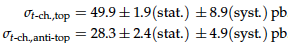 σt-ch.,top = 49.9 ± 1.9(stat.) ± 8.9(syst.) pb
σt-ch.,anti-top = 28.3 ± 2.4(stat.) ± 4.9(syst.) pb